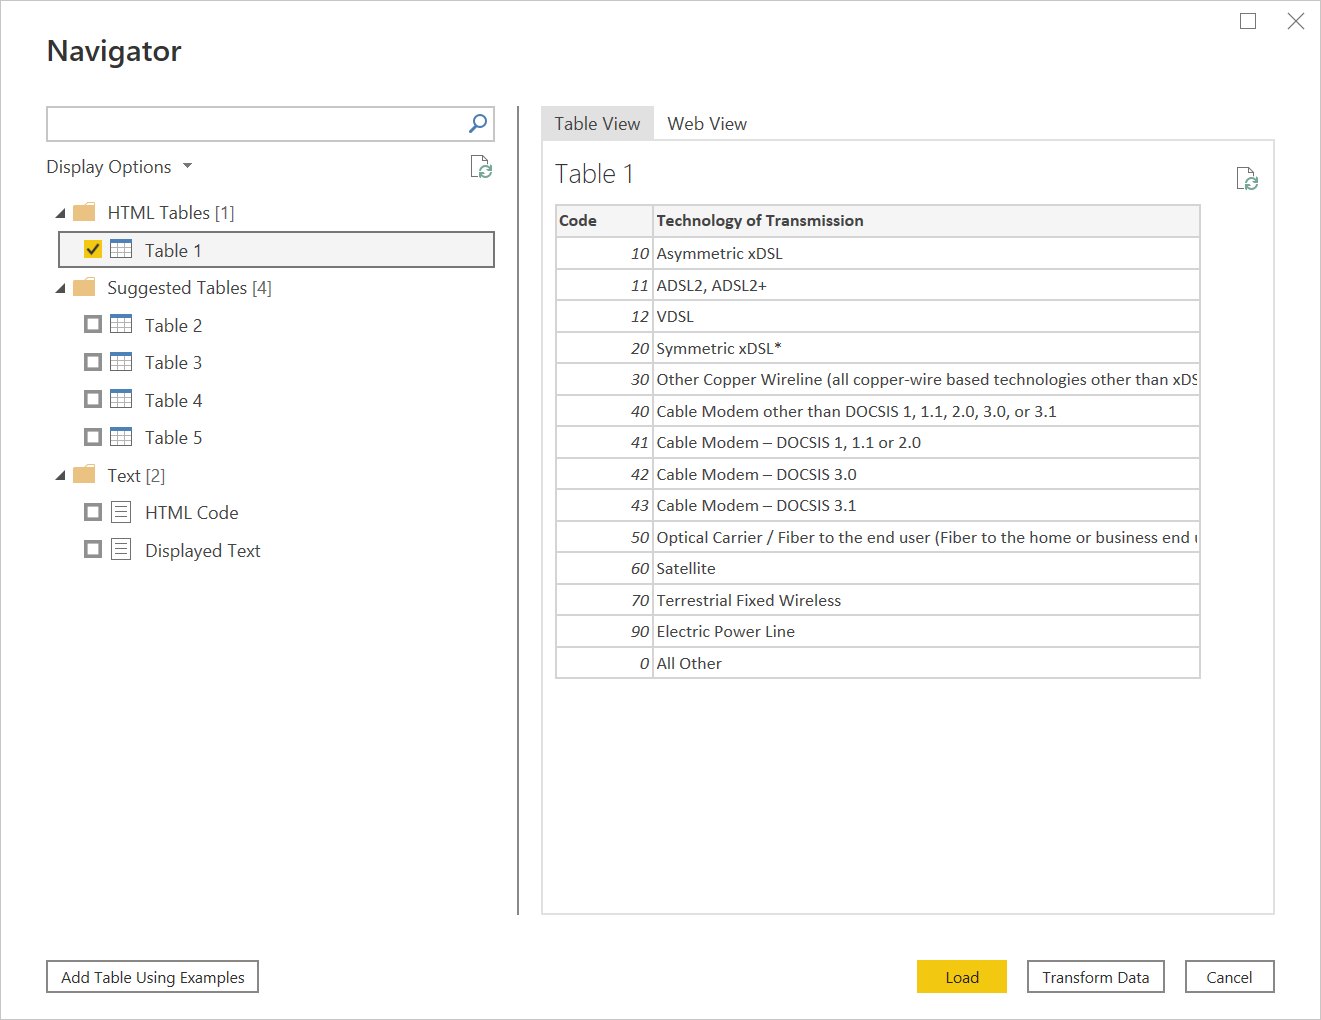 Navigator
Display Options
HTML Tables [1]
Table 1
Suggested Tables [4]
Table 2
Table 3
Table 4
Table 5
Text [2]
HTML Code
Displayed Text
Table View Web View
Table 1
Code Technology of Transmission
10 Asymmetric xDSL
11 ADSL2, ADSL2+
12 VDSL
20 Symmetric xDSL*
30 Other Copper Wireline (all copper-wire based technologies other than xDS
40 Cable Modem other than DOCSIS 1, 1.1, 2.0, 3.0, or 3.1
41 Cable Modem – DOCSIS 1, 1.1 or 2.0
42 Cable Modem – DOCSIS 3.0
43 Cable Modem – DOCSIS 3.1
50 Optical Carrier / Fiber to the end user (Fiber to the home or business end
60 Satellite
70 Terrestrial Fixed Wireless
90 Electric Power Line
0 All Other
Add Table Using Examples
Load Transform Data Cancel